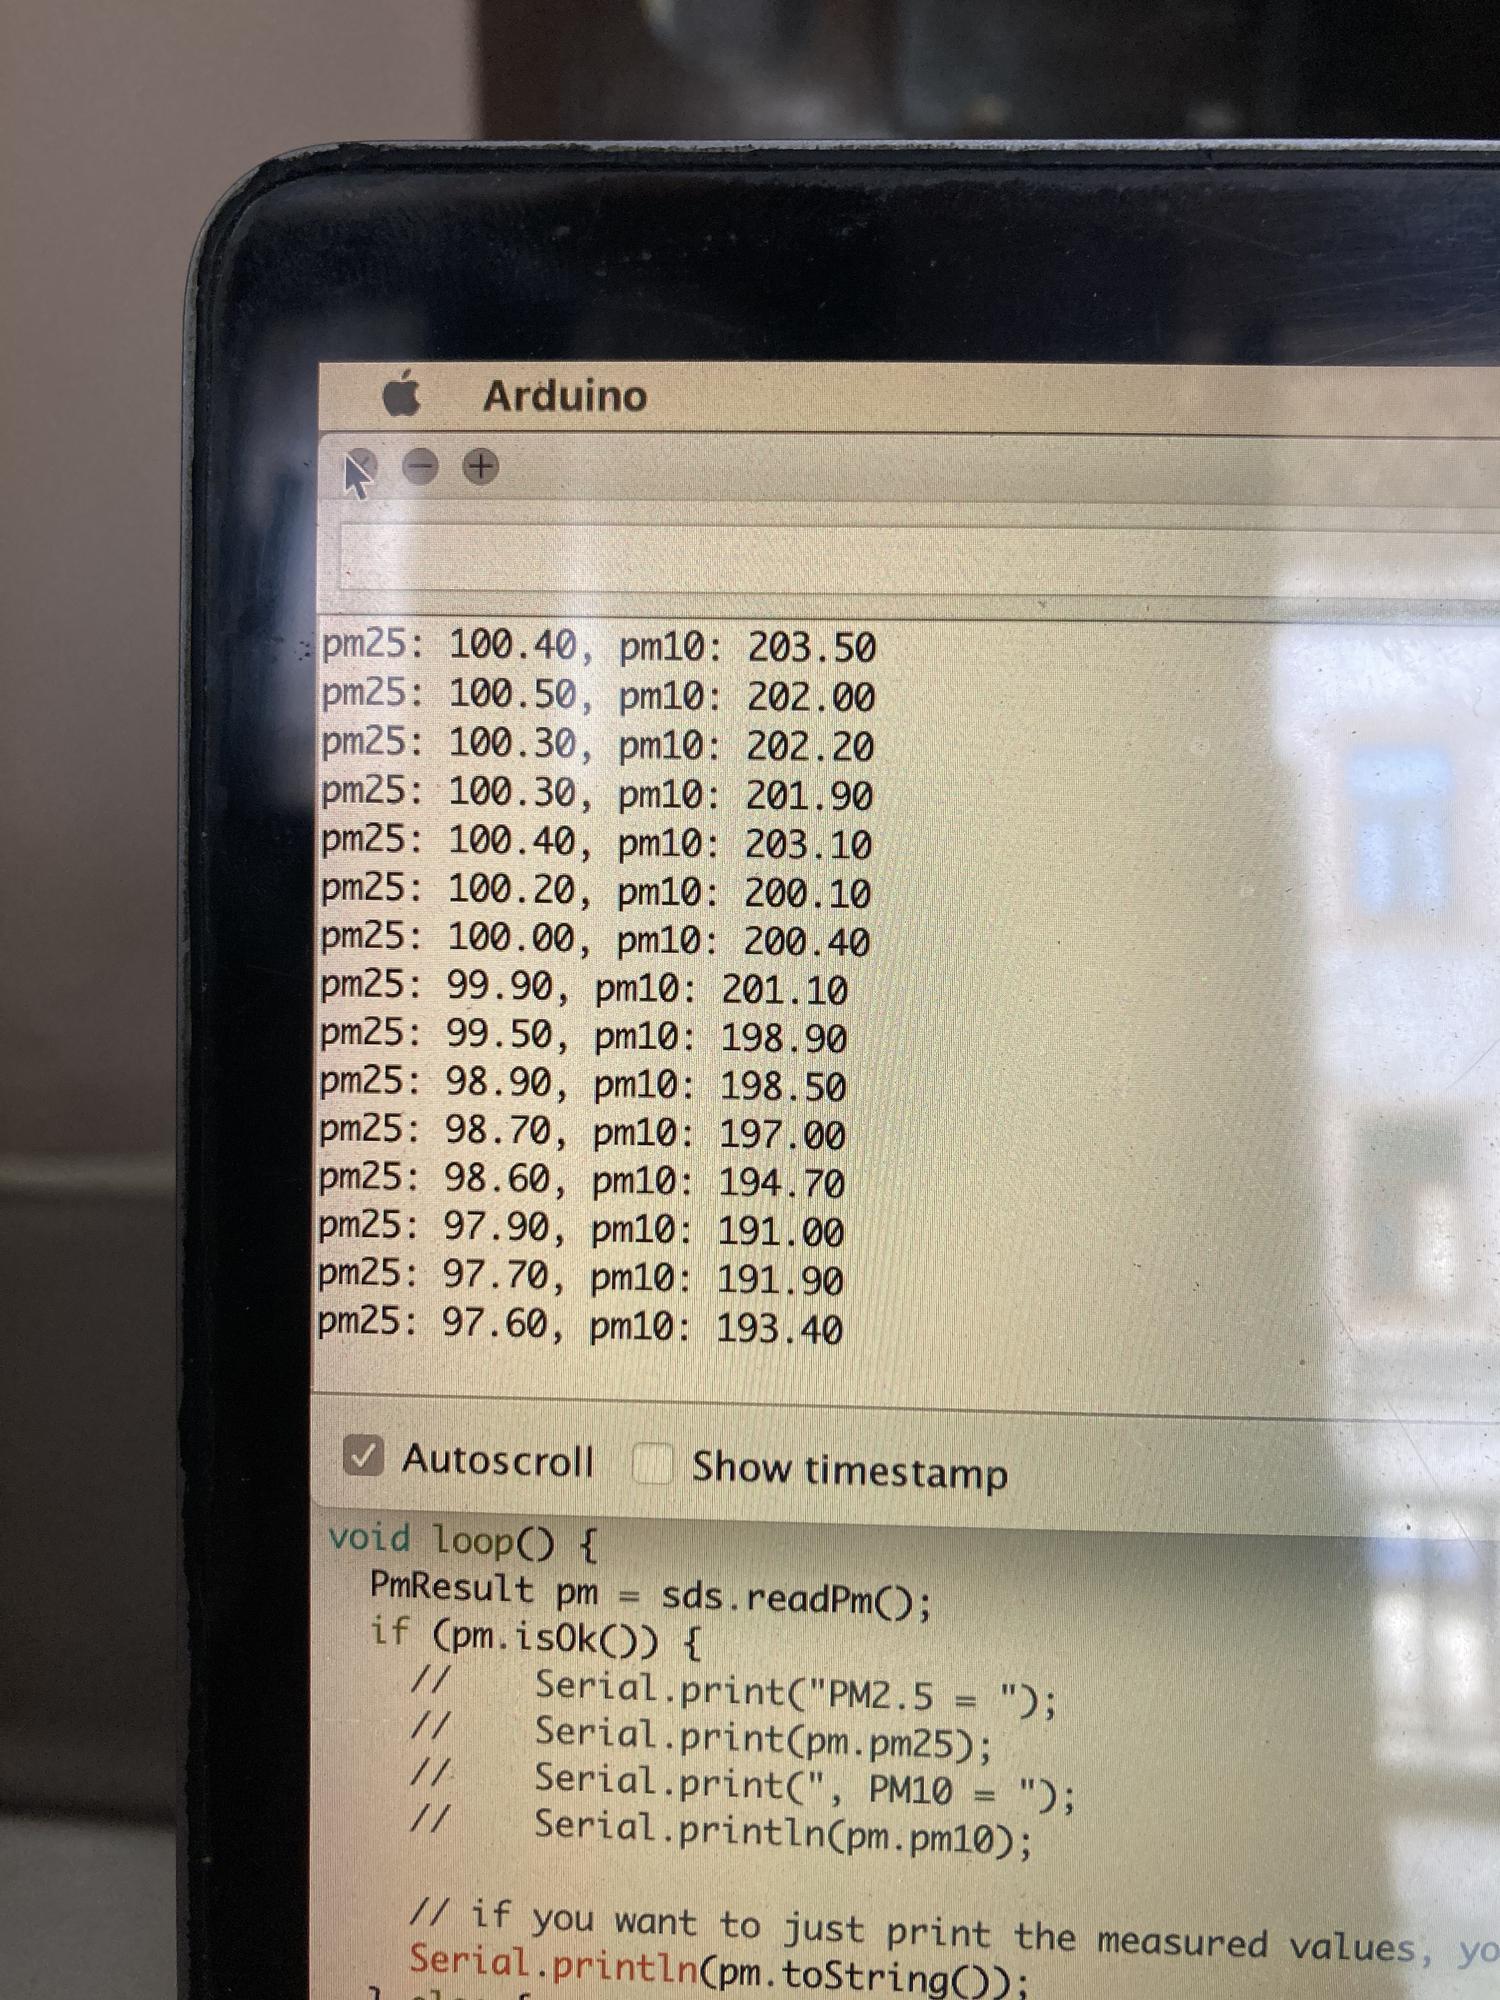 Arduino
pm25: 100.40, pm10: 203.50
pm25: 100.50, pm10: 202.00
pm25: 100.30, pm10: 202.20
pm25: 100.30, pm10: 201.90
pm25: 100.40, pm10: 203.10
pm25: 100.20, pm10: 200.10
pm25: 100.00, pm10: 200.40
pm25: 99.90, pm10: 201.10
pm25: 99.50, pm10: 198.90
pm25: 98.90, pm10: 198.50
pm25: 98.70, pm10: 197.00
pm25: 98.60, pm10: 194.70
pm25: 97.90, pm10: 191.00
pm25: 97.70, pm10: 191.90
pm25: 97.60, pm10: 193.40
Autoscroll Show timestamp
void loop() {
PmResult pm = sds.readPm();
if (pm.isOk()) {
// Serial.print("PM2.5 = ");
// Serial.print(pm.pm25);
// Serial.print(", PM10 = ");
// Serial.println(pm.pm10);
// if you want to just print the measured values, yo
Serial.println(pm.toString());